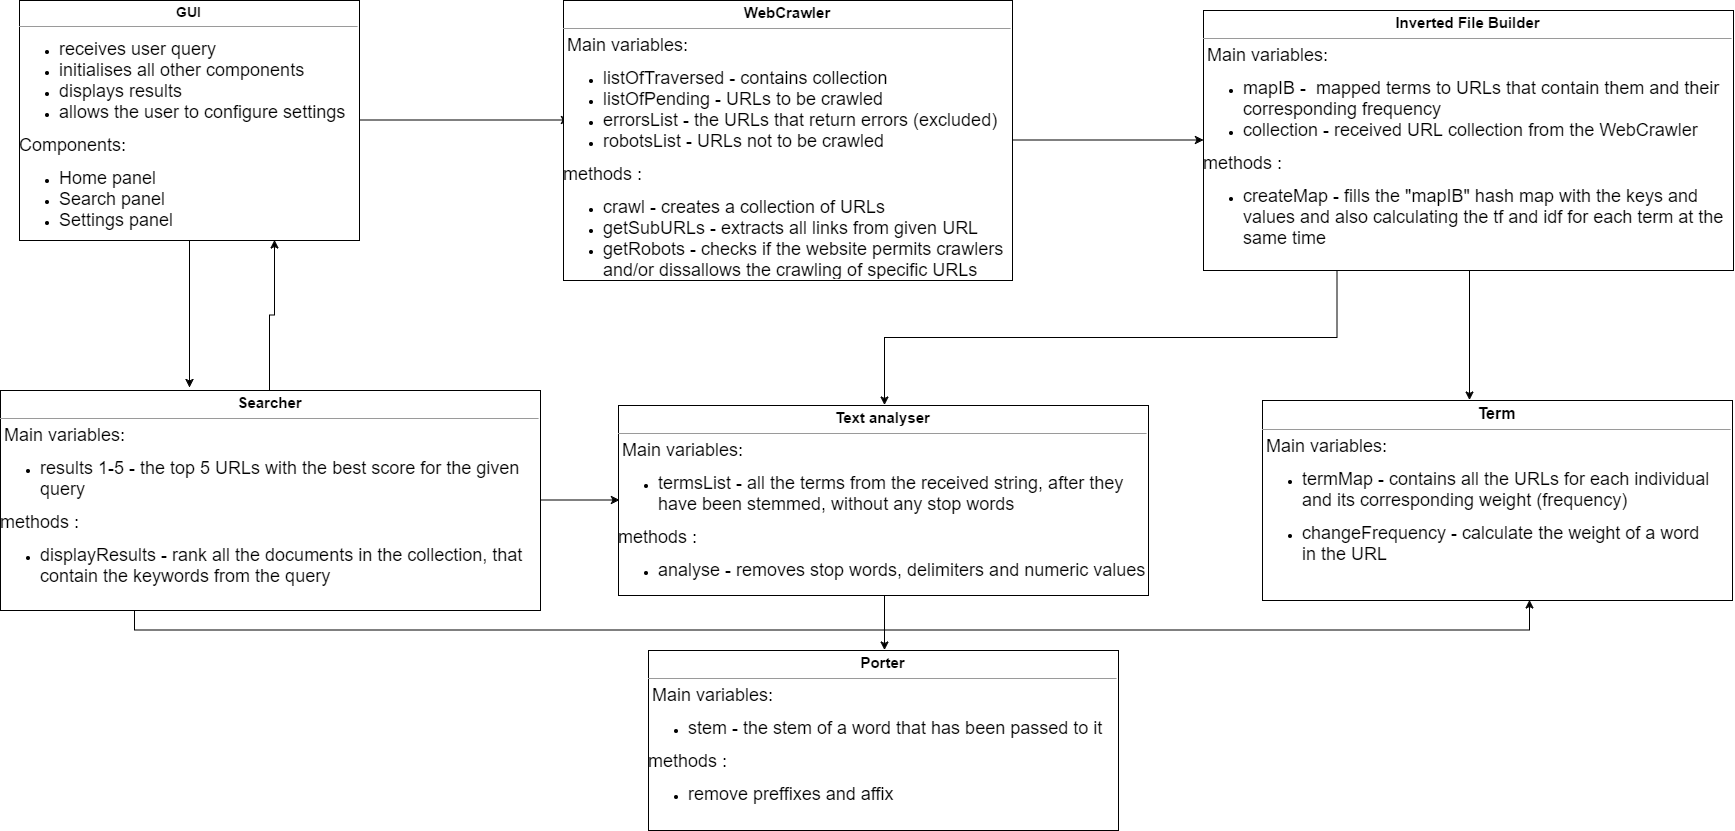 GUI
receives user query
initialises all other components
displays results
allows the user to configure settings
Components:
Home panel
Search panel
Settings panel
WebCrawler
Main variables:
listOfTraversed - contains collection
listOfPending - URLs to be crawled
errorsList - the URLs that return errors (excluded)
robotsList - URLs not to be crawled
methods :
crawl - creates a collection of URLs
getSubURLs - extracts all links from given URL
getRobots - checks if the website permits crawlers
and/or dissallows the crawling of specific URLs
Inverted File Builder
Main variables:
mapIB -  mapped terms to URLs that contain them and their
corresponding frequency
collection - received URL collection from the WebCrawler
methods :
createMap - fills the "mapIB" hash map with the keys and
values and also calculating the tf and idf for each term at the
same time
Searcher
Main variables:
results 1-5 - the top 5 URLs with the best score for the given
query
methods :
displayResults - rank all the documents in the collection, that
contain the keywords from the query
Text analyser
Main variables:
termsList - all the terms from the received string, after they
have been stemmed, without any stop words
methods :
analyse - removes stop words, delimiters and numeric values
Term
Main variables:
termMap - contains all the URLs for each individual
and its corresponding weight (frequency)
changeFrequency - calculate the weight of a word
in the URL
Porter
Main variables:
stem - the stem of a word that has been passed to it
methods :
remove preffixes and affix